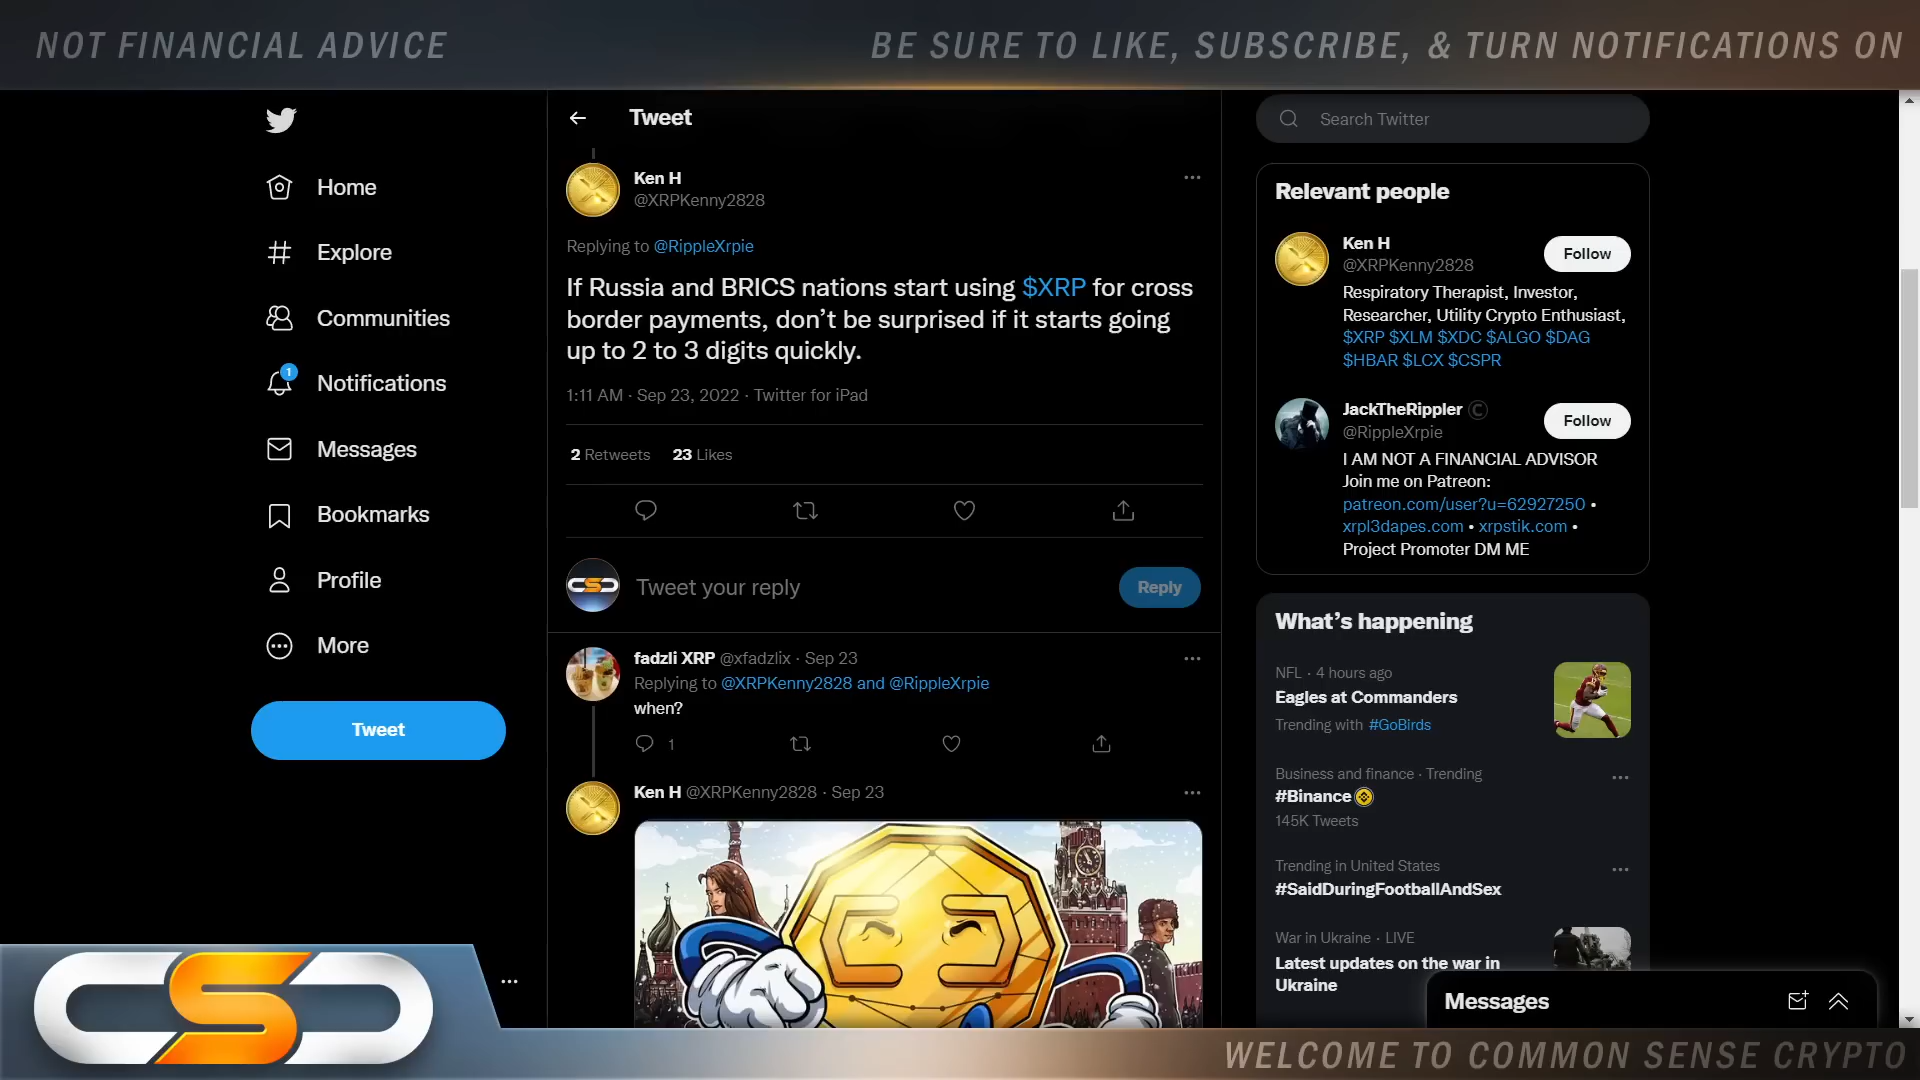 NOT FINANCIAL ADVICE
BE SURE TO LIKE, SUBSCRIBE, & TURN NOTIFICATIONS ON
Home
Explore
Communities
1
Notifications
Messages
Bookmarks
Profile
More
Tweet
Tweet
Ken H
@XRPKenny2828
Replying to @RippleXrpie
If Russia and BRICS nations start using $XRP for cross
border payments, don’t be surprised if it starts going
up to 2 to 3 digits quickly.
1:11 AM · Sep 23, 2022 · Twitter for iPad
2 Retweets 23 Likes
Tweet your reply
Reply
fadzli XRP @xfadzlix · Sep 23
Replying to @XRPKenny2828 and @RippleXrpie
when?
1
Ken H @XRPKenny2828 · Sep 23
Search Twitter
Relevant people
Ken H
@XRPKenny2828
Follow
Respiratory Therapist, Investor,
Researcher, Utility Crypto Enthusiast,
$XRP $XLM $XDC $ALGO $DAG
$HBAR $LCX $CSPR
JackTheRippler
@RippleXrpie
Follow
I AM NOT A FINANCIAL ADVISOR
Join me on Patreon:
patreon.com/user?u=62927250 •
xrpl3dapes.com • xrpstik.com •
Project Promoter DM ME
What’s happening
NFL · 4 hours ago
Eagles at Commanders
Trending with #GoBirds
Business and finance · Trending
#Binance
145K Tweets
Trending in United States
#SaidDuringFootballAndSex
War in Ukraine · LIVE
Latest updates on the war in
Ukraine
Messages
CSC
WELCOME TO COMMON SENSE CRYPTO